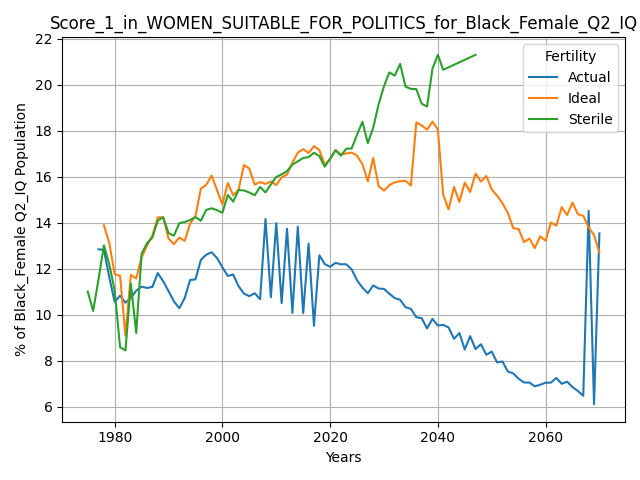 Score_1_in_WOMEN_SUITABLE_FOR_POLITICS_for_Black_Female_Q2_IQ
22
20
18
16
14
12
10
8
6
% of Black_Female Q2_IQ Population
Fertility
Actual
Ideal
Sterile
1980 2000 2020 2040 2060
Years